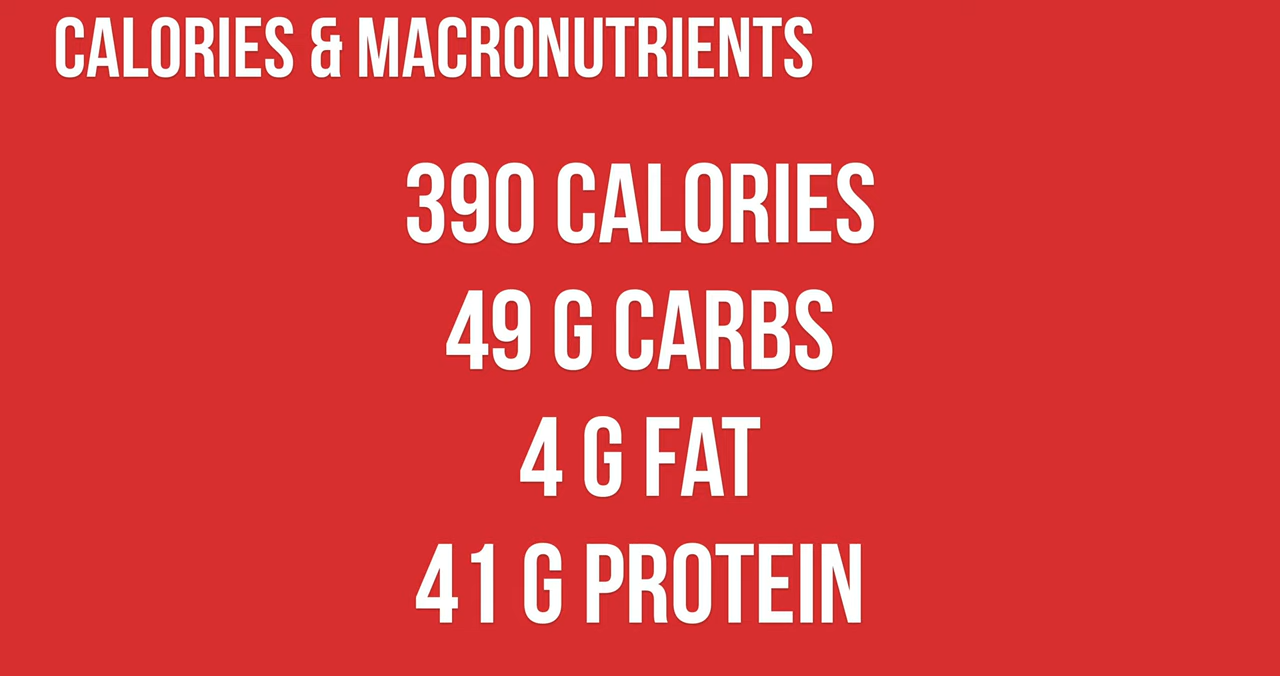 CALORIES & MACRONUTRIENTS
390 CALORIES
49 G CARBS
4 G FAT
41 G PROTEIN